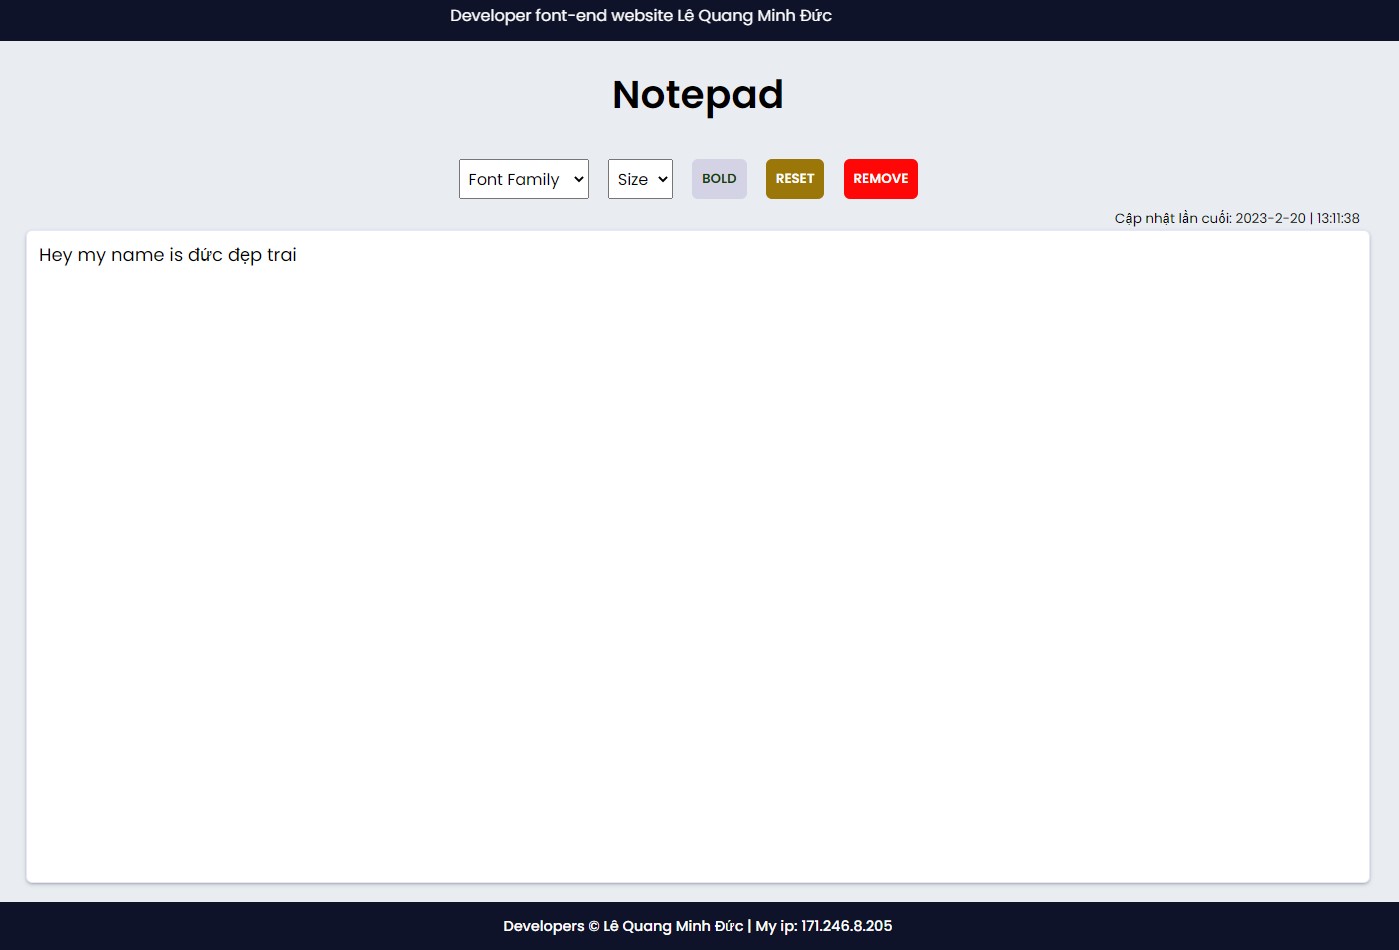 Developer font-end website Lê Quang Minh Đức
Notepad
Font Family Size BOLD RESET REMOVE
Cập nhật lần cuối: 2023-2-20 | 13:11:38
Hey my name is đức đẹp trai
Developers © Lê Quang Minh Đức | My ip: 171.246.8.205